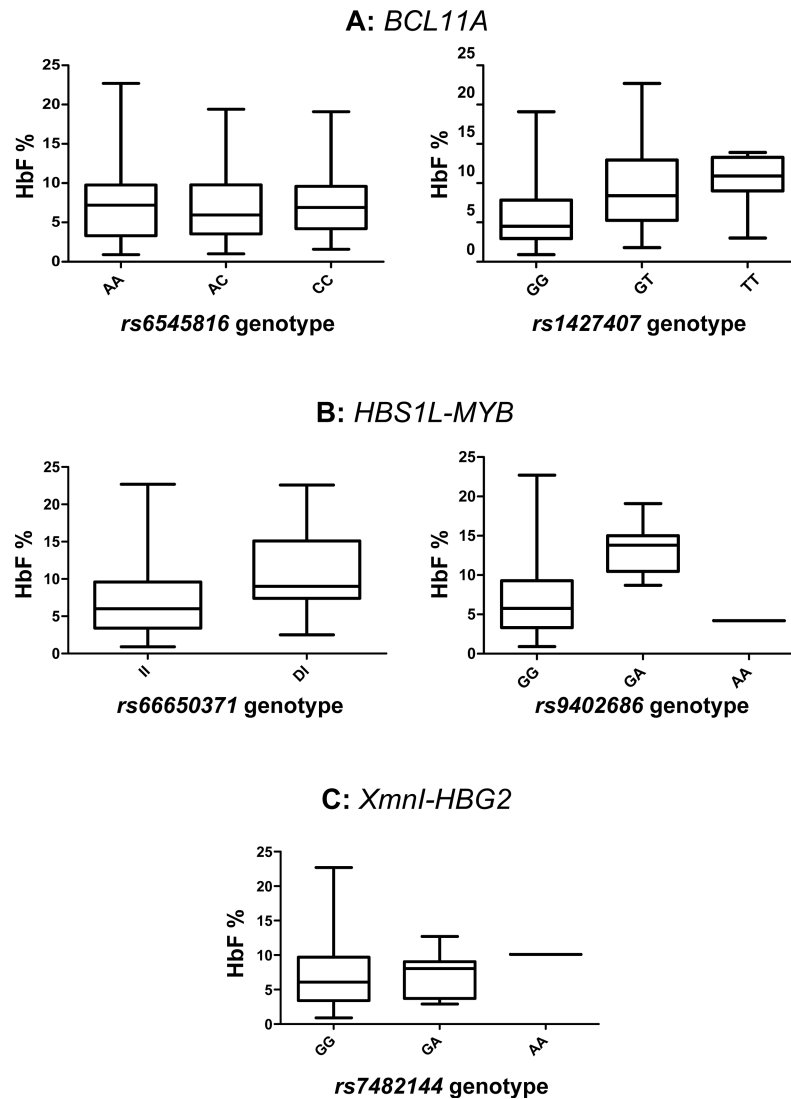 A: BCL11A
HbF %
25
20
15
10
5
0
AA AC CC
rs6545816 genotype
25
20
15
10
5
0
GG GT TT
rs1427407 genotype
B: HBS1L-MYB
HbF %
25
20
15
10
5
0
II DI
rs66650371 genotype
HbF %
25
20
15
10
5
0
GG GA AA
rs9402686 genotype
C: XmnI-HBG2
HbF %
25
20
15
10
5
0
GG GA AA
rs7482144 genotype